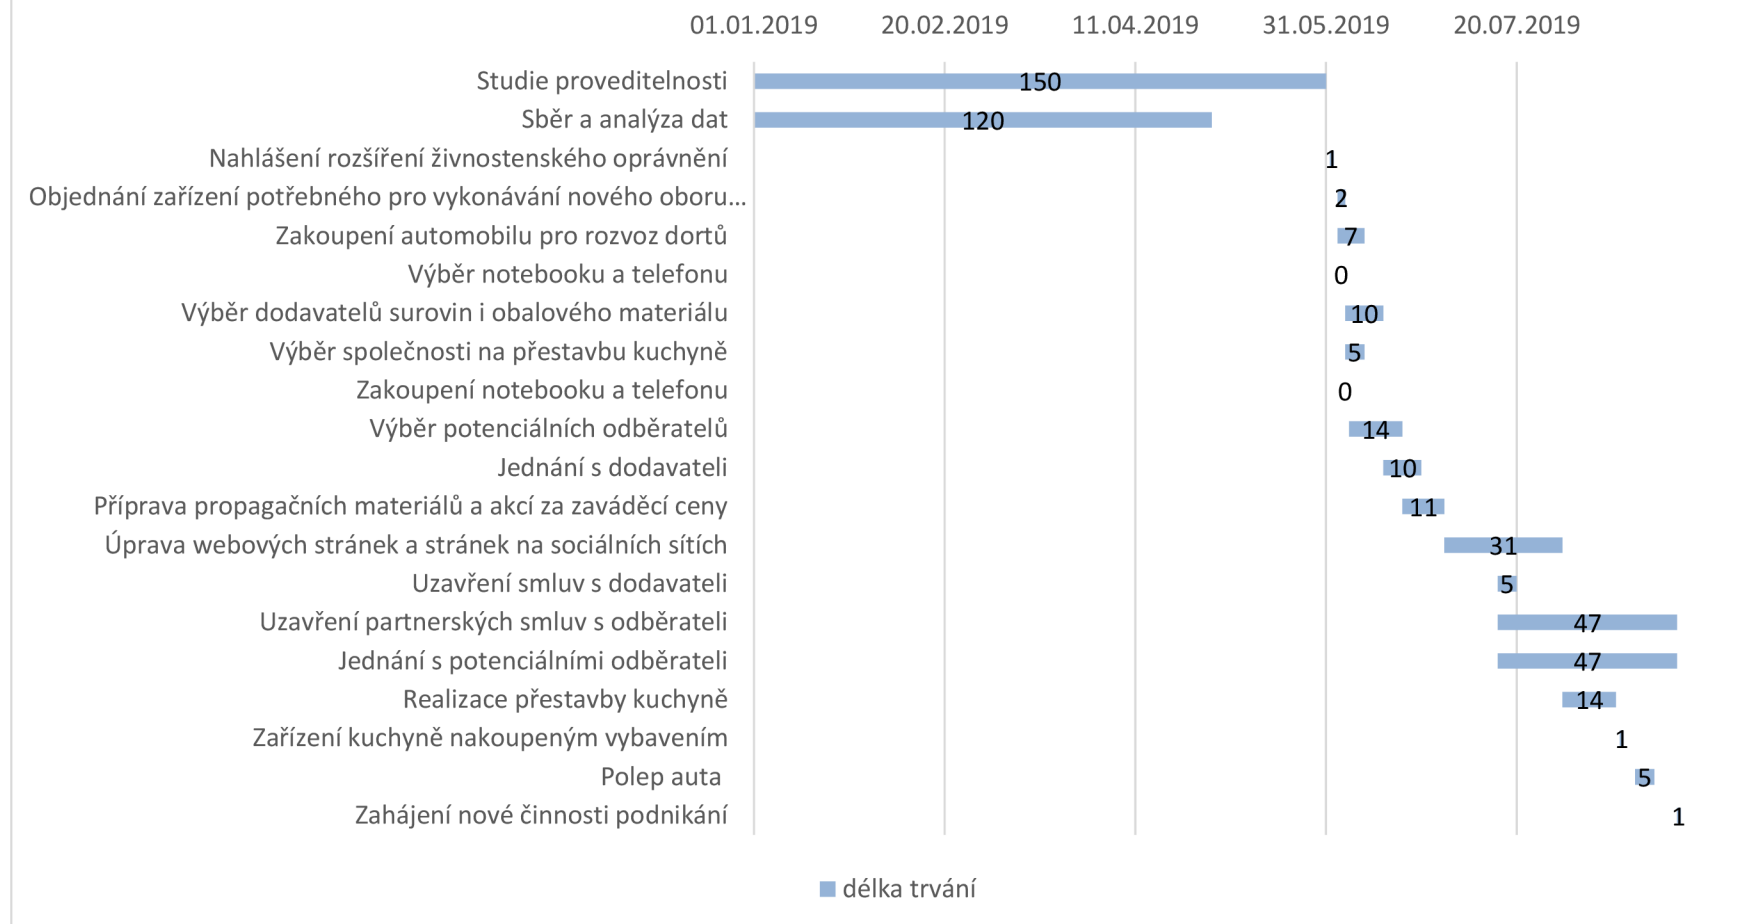 01.01.2019 20.02.2019 11.04.2019 31.05.2019 20.07.2019
Studie proveditelnosti 150
Sběr a analýza dat 120
Nahlášení rozšíření živnostenského oprávnění 1
Objednání zařízení potřebného pro vykonávání nového oboru... 2
Zakoupení automobilu pro rozvoz dortů 7
Výběr notebooku a telefonu 0
Výběr dodavatelů surovin i obalového materiálu 10
Výběr společnosti na přestavbu kuchyně 5
Zakoupení notebooku a telefonu 0
Výběr potenciálních odběratelů 14
Jednání s dodavateli 10
Příprava propagačních materiálů a akcí za zaváděcí ceny 11
Úprava webových stránek a stránek na sociálních sítích 31
Uzavření smluv s dodavateli 5
Uzavření partnerských smluv s odběrateli 47
Jednání s potenciálními odběrateli 47
Realizace přestavby kuchyně 14
Zařízení kuchyně nakoupeným vybavením 1
Polep auta 5
Zahájení nové činnosti podnikání 1
délka trvání